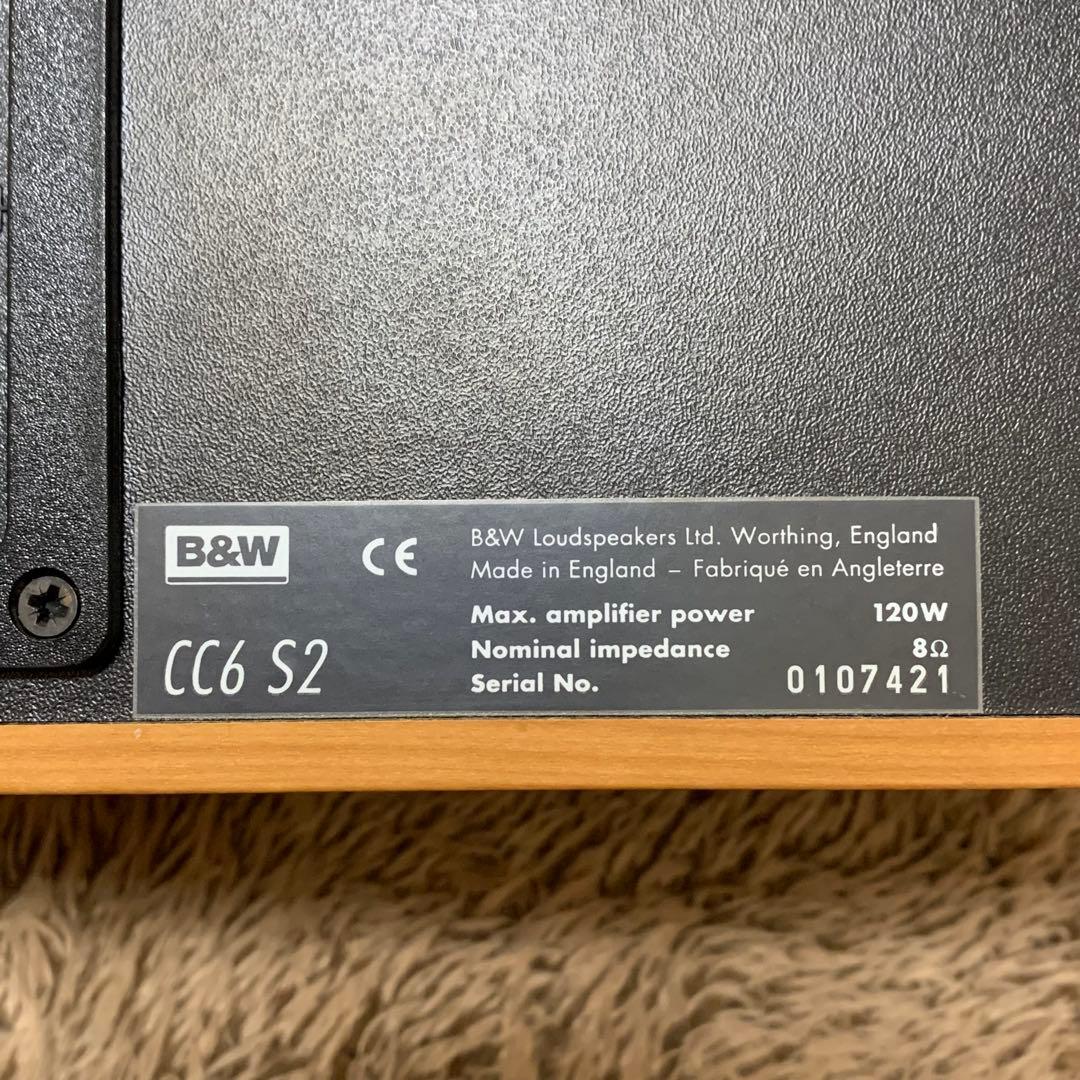 B&W
CE
B&W Loudspeakers Ltd. Worthing, England
Made in England – Fabriqué en Angleterre
CC6 S2
Max. amplifier power 120W
Nominal impedance 8Ω
Serial No. 0107421